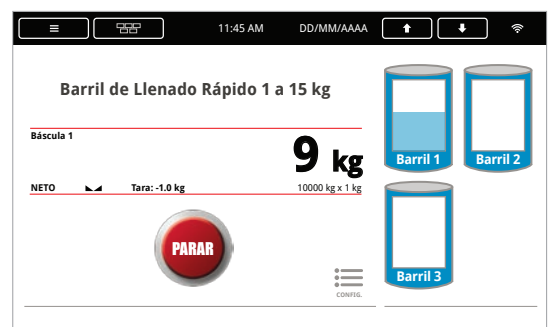 11:45 AM DD/MM/AAAA
Barril de Llenado Rápido 1 a 15 kg
Báscula 1
9 kg
NETO Tara: -1.0 kg 10000 kg x 1 kg
PARAR
CONFIG.
Barril 1 Barril 2
Barril 3